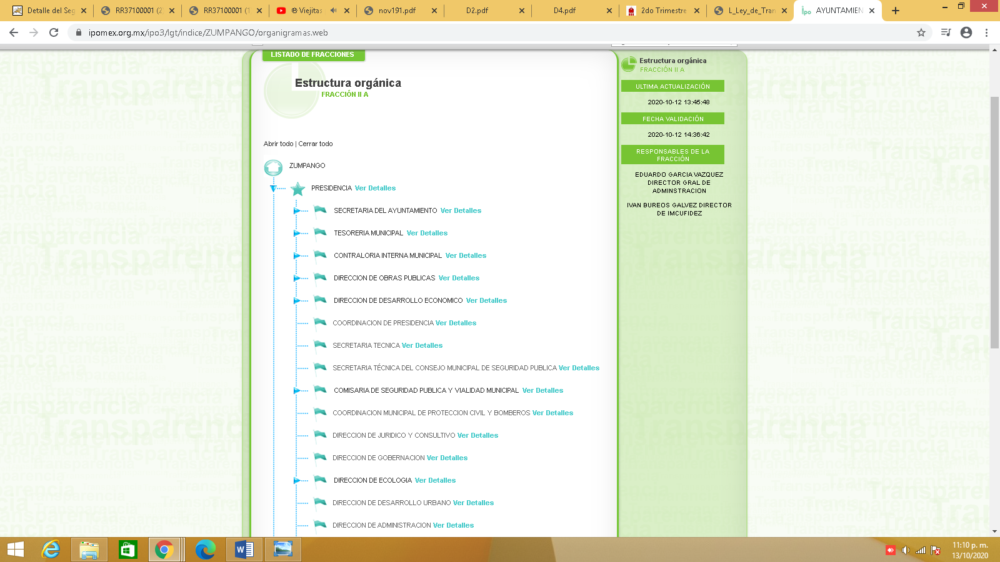 Detalle del Seg
RR37100001 (2)
RR37100001 (1
® Viejitas
nov191.pdf
D2.pdf
D4.pdf
2do Trimestre
L_Ley_de_Tran
AYUNTAMIEN
ipomex.org.mx/ipo3/lgt/indice/ZUMPANGO/organigramas.web
LISTADO DE FRACCIONES
Estructura orgánica
FRACCIÓN II A
Abrir todo | Cerrar todo
ZUMPANGO
PRESIDENCIA Ver Detalles
SECRETARIA DEL AYUNTAMIENTO Ver Detalles
TESORERIA MUNICIPAL Ver Detalles
CONTRALORIA INTERNA MUNICIPAL Ver Detalles
DIRECCION DE OBRAS PUBLICAS Ver Detalles
DIRECCION DE DESARROLLO ECONOMICO Ver Detalles
COORDINACION DE PRESIDENCIA Ver Detalles
SECRETARIA TECNICA Ver Detalles
SECRETARIA TÉCNICA DEL CONSEJO MUNICIPAL DE SEGURIDAD PUBLICA Ver Detalles
COMISARIA DE SEGURIDAD PUBLICA Y VIALIDAD MUNICIPAL Ver Detalles
COORDINACION MUNICIPAL DE PROTECCION CIVIL Y BOMBEROS Ver Detalles
DIRECCION DE JURIDICO Y CONSULTIVO Ver Detalles
DIRECCION DE GOBERNACION Ver Detalles
DIRECCION DE ECOLOGIA Ver Detalles
DIRECCION DE DESARROLLO URBANO Ver Detalles
DIRECCION DE ADMINISTRACION Ver Detalles
Estructura orgánica
FRACCIÓN II A
ULTIMA ACTUALIZACIÓN
2020-10-12 13:45:48
FECHA VALIDACIÓN
2020-10-12 14:36:42
RESPONSABLES DE LA
FRACCIÓN
EDUARDO GARCIA VAZQUEZ
DIRECTOR GRAL DE
ADMINSTRACION
IVAN BUREOS GALVEZ DIRECTOR
DE IMCUFIDEZ
11:10 p. m.
13/10/2020